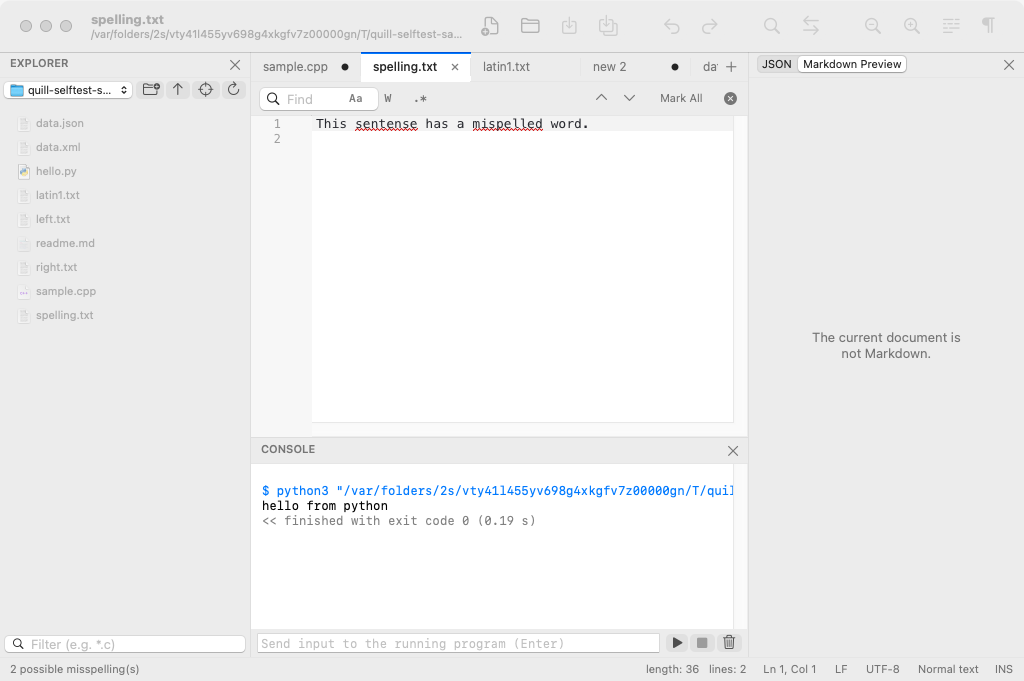 spelling.txt
/var/folders/2s/vty41l455yv698g4xkgfv7z00000gn/T/quill-selftest-sa...
EXPLORER
quill-selftest-s...
data.json
data.xml
hello.py
latin1.txt
left.txt
readme.md
right.txt
sample.cpp
spelling.txt
Filter (e.g. *.c)
sample.cpp spelling.txt latin1.txt new 2 da
Find Aa W .* Mark All
1 This sentense has a mispelled word.
2
CONSOLE
$ python3 "/var/folders/2s/vty41l455yv698g4xkgfv7z00000gn/T/quil
hello from python
<< finished with exit code 0 (0.19 s)
Send input to the running program (Enter)
JSON Markdown Preview
The current document is
not Markdown.
2 possible misspelling(s) length: 36 lines: 2 Ln 1, Col 1 LF UTF-8 Normal text INS